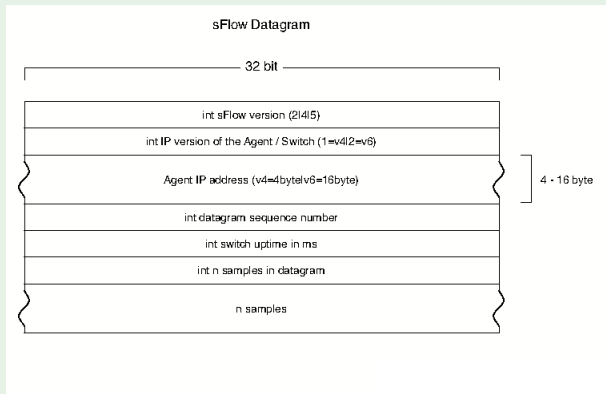 sFlow Datagram
32 bit
int sFlow version (2|4|5)
int IP version of the Agent / Switch (1=v4|2=v6)
Agent IP address (v4=4byte|v6=16byte)
4 - 16 byte
int datagram sequence number
int switch uptime in ms
int n samples in datagram
n samples